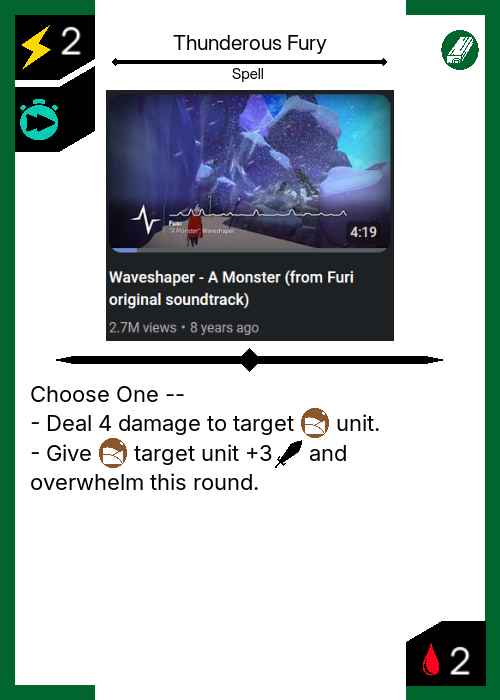 2
Thunderous Fury
Spell
Furi
"A Monster", Waveshaper
4:19
Waveshaper - A Monster (from Furi
original soundtrack)
2.7M views • 8 years ago
Choose One --
- Deal 4 damage to target unit.
- Give target unit +3 and
overwhelm this round.
2